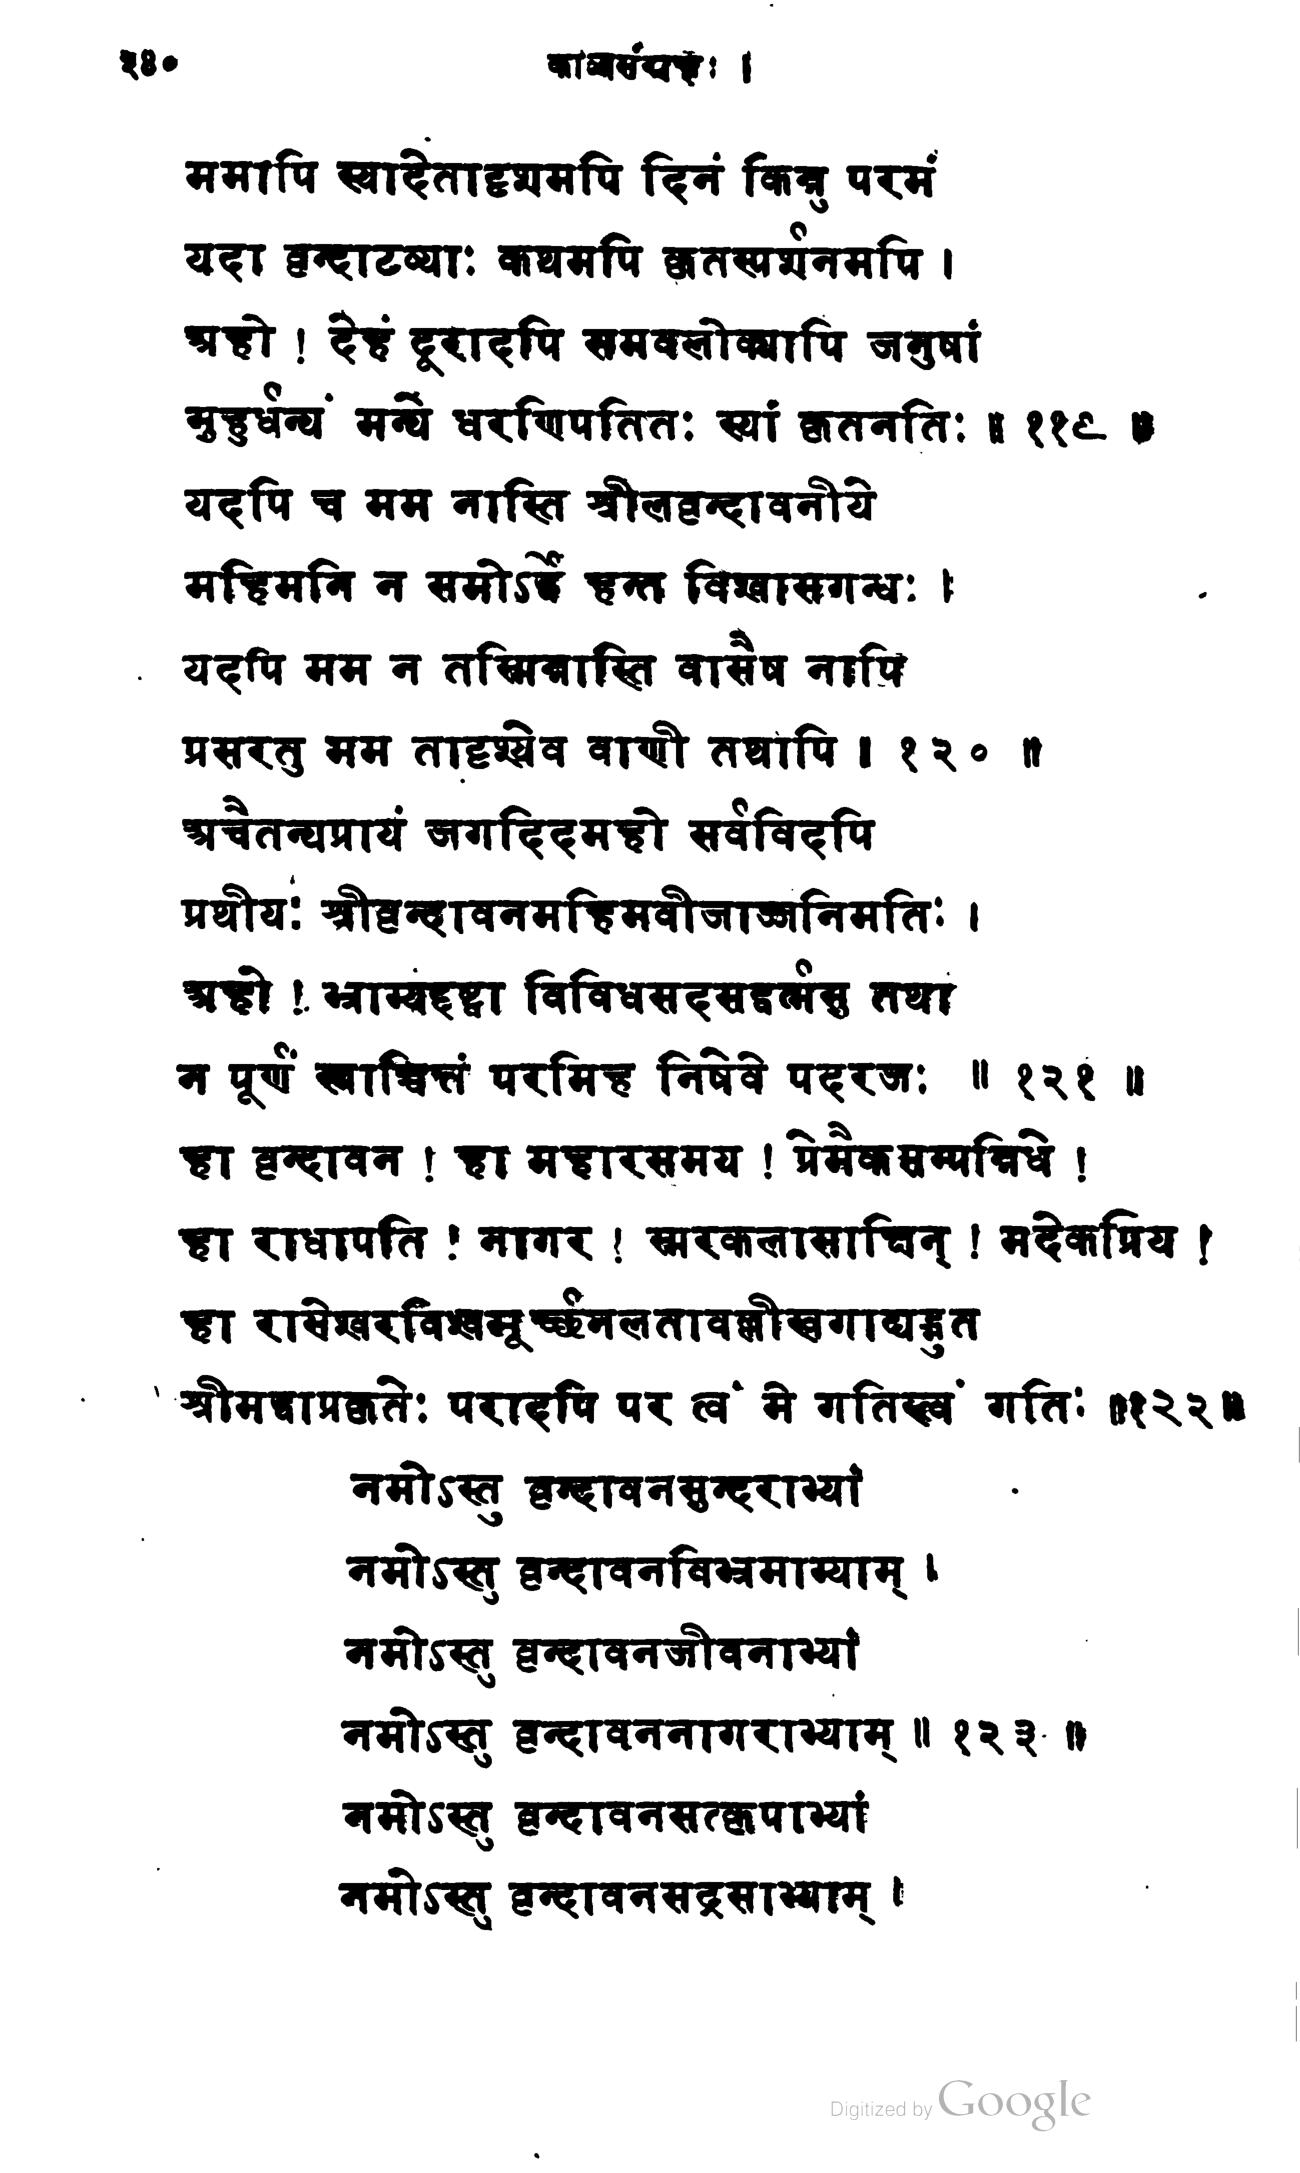 २४० काव्यसंग्रहः ।
ममापि स्यादेतादृशमपि दिनं किन्नु परमं
यदा वृन्दाटव्याः कथमपि कृतस्पर्शनमपि ।
अहो ! देहं दूरादपि समवलोक्यापि जनुषां
मुहुर्धन्यं मन्ये धरणिपतितः स्यां कृतनतिः ॥ ११९ ॥
यदपि च मम नास्ति श्रीलवृन्दावनीये
महिमनि न समोऽर्द्धे हन्त विश्वासगन्धः ।
यदपि मम न तस्मिन्नास्ति वासैष नापि
प्रसरतु मम तादृश्येव वाणी तथापि ॥ १२० ॥
अचैतन्यप्रायं जगदिदमहो सर्वविदपि
प्रथीयः श्रीवृन्दावनमहिमवीजाज्जनिमतिः ।
अहो ! भ्राम्यद्दृष्ट्वा विविधसदसद्वर्त्मसु तथा
न पूर्णं स्वाच्चित्तं परमिह निषेवे पदरजः ॥ १२१ ॥
हा वृन्दावन ! हा महारसमय ! प्रेमैकसम्पन्निधे !
हा राधापति ! नागर ! स्मरकलासाक्षिन् ! मदेकप्रिय !
हा रासेश्वरविश्वमूर्च्छनलतावल्लीखगाद्यद्भुत
श्रीमद्वाप्रकृतेः परादपि पर त्वं मे गतिस्त्वं गतिः ॥१२२॥
नमोऽस्तु वृन्दावनसुन्दराभ्यां
नमोऽस्तु वृन्दावनविभ्रमाभ्याम् ।
नमोऽस्तु वृन्दावनजीवनाभ्यां
नमोऽस्तु वृन्दावननागराभ्याम् ॥ १२३ ॥
नमोऽस्तु वृन्दावनसत्कृपाभ्यां
नमोऽस्तु वृन्दावनसद्रसाभ्याम् ।
Digitized by Google